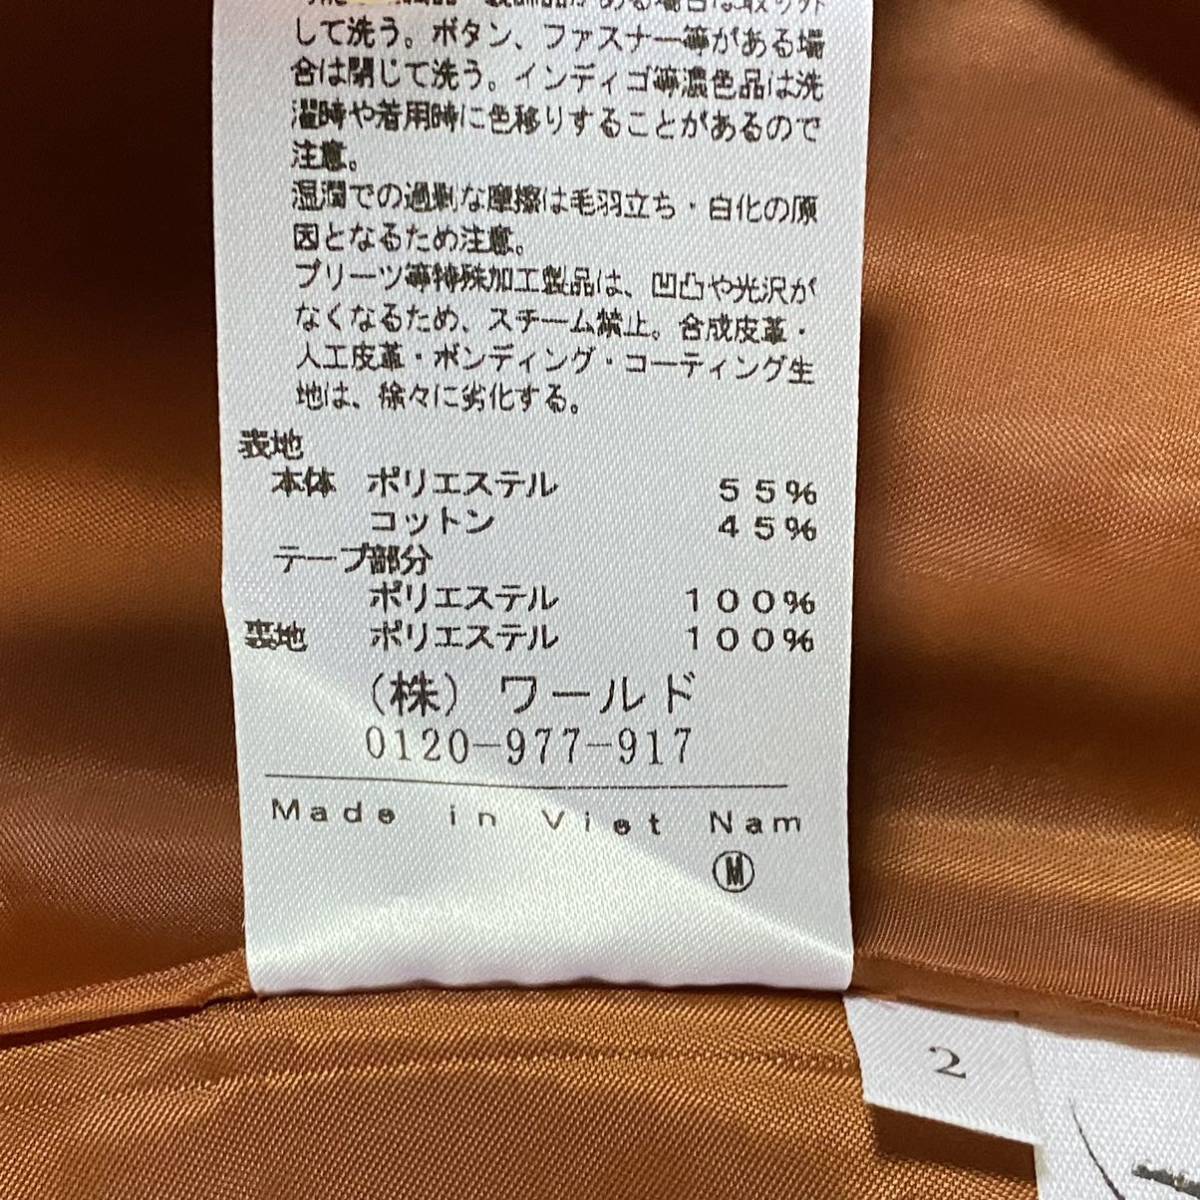 して洗う。ボタン、ファスナー等がある場
合は閉じて洗う。インディゴ等濃色品は洗
濯時や着用時に色移りすることがあるので
注意。
湿潤での過剰な摩擦は毛羽立ち・白化の原
因となるため注意。
プリーツ等特殊加工製品は、凹凸や光沢が
なくなるため、スチーム禁止。合成皮革・
人工皮革・ボンディング・コーティング生
地は、徐々に劣化する。
表地
本体 ポリエステル 55%
コットン 45%
テープ部分
ポリエステル 100%
裏地 ポリエステル 100%
(株)ワールド
0120-977-917
Made in Viet Nam
Ⓜ
2